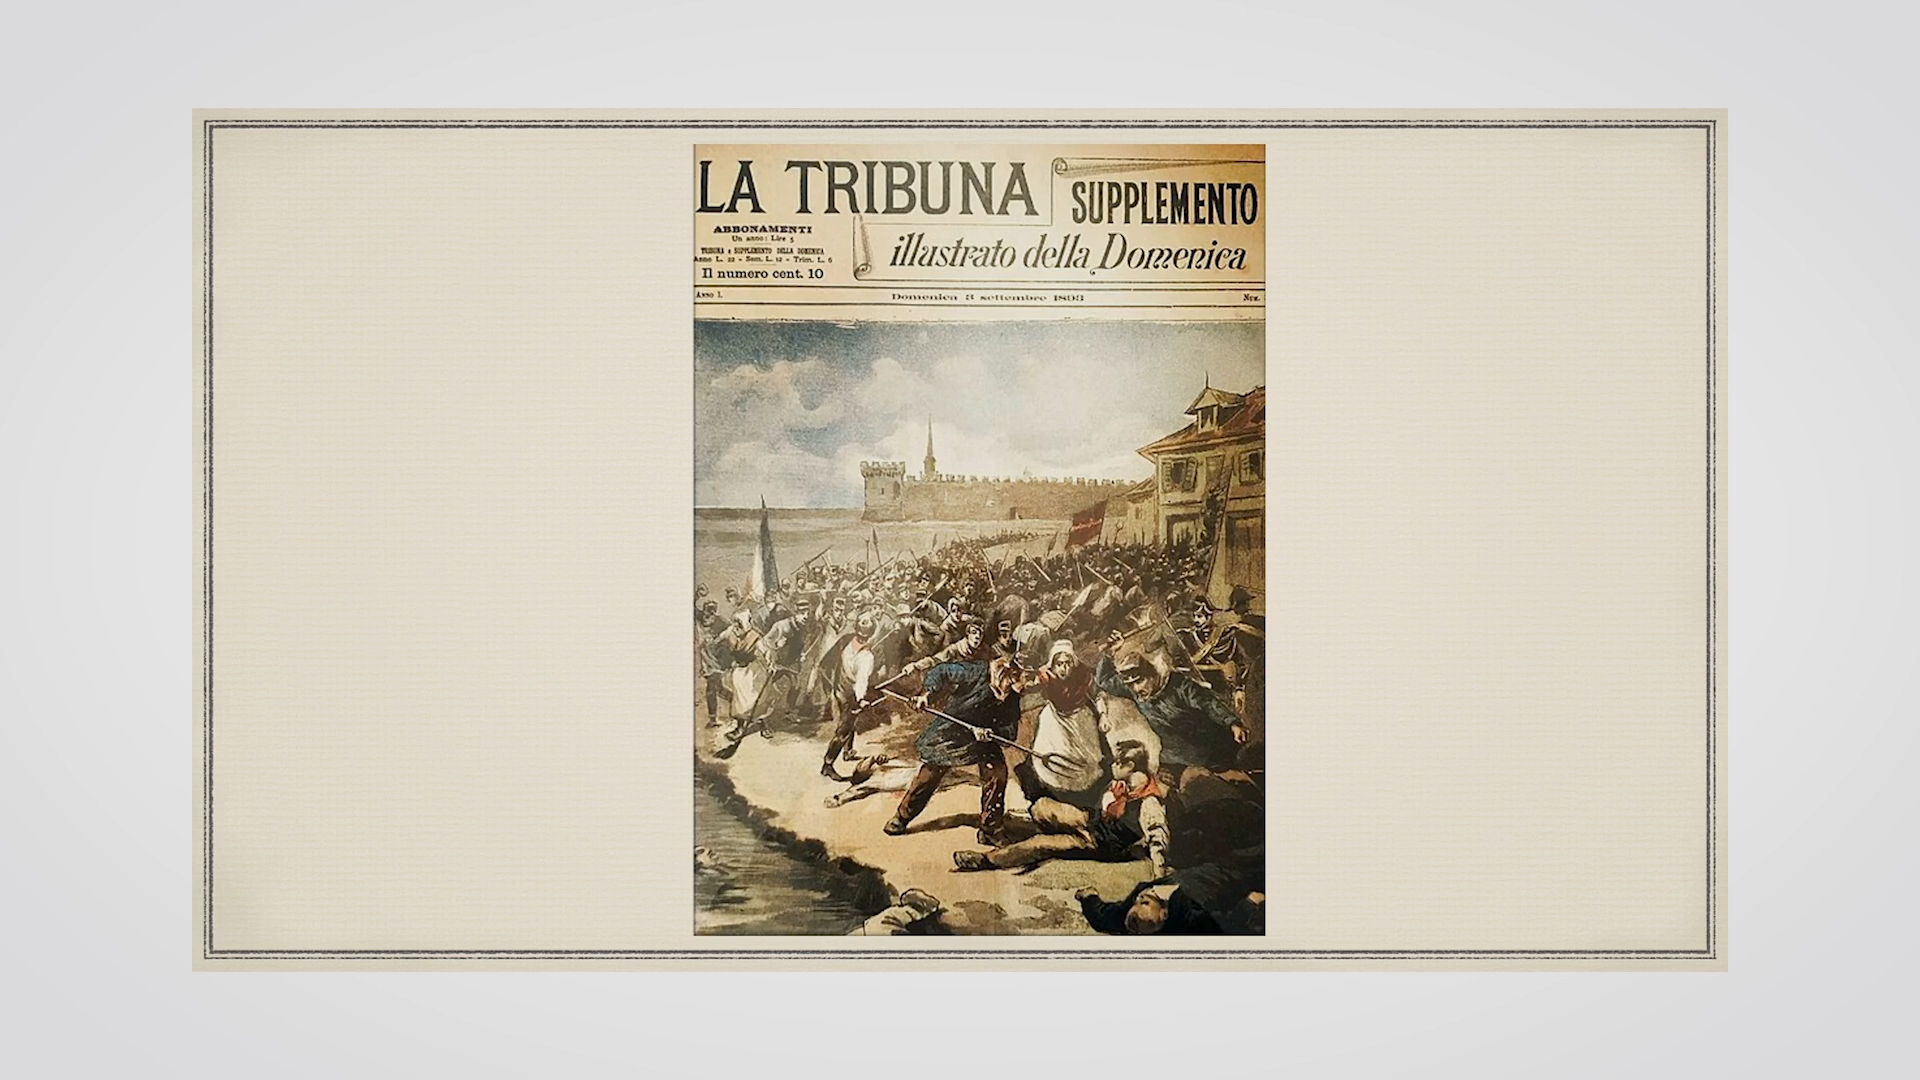 LA TRIBUNA
SUPPLEMENTO
illustrato della Domenica
ABBONAMENTI
Un anno: Lire 5
TRIBUNA e SUPPLEMENTO DELLA DOMENICA
Anno L. 22 - Sem. L. 12 - Trim. L. 6
Il numero cent. 10
Anno I.
Domenica 3 settembre 1893
Num.